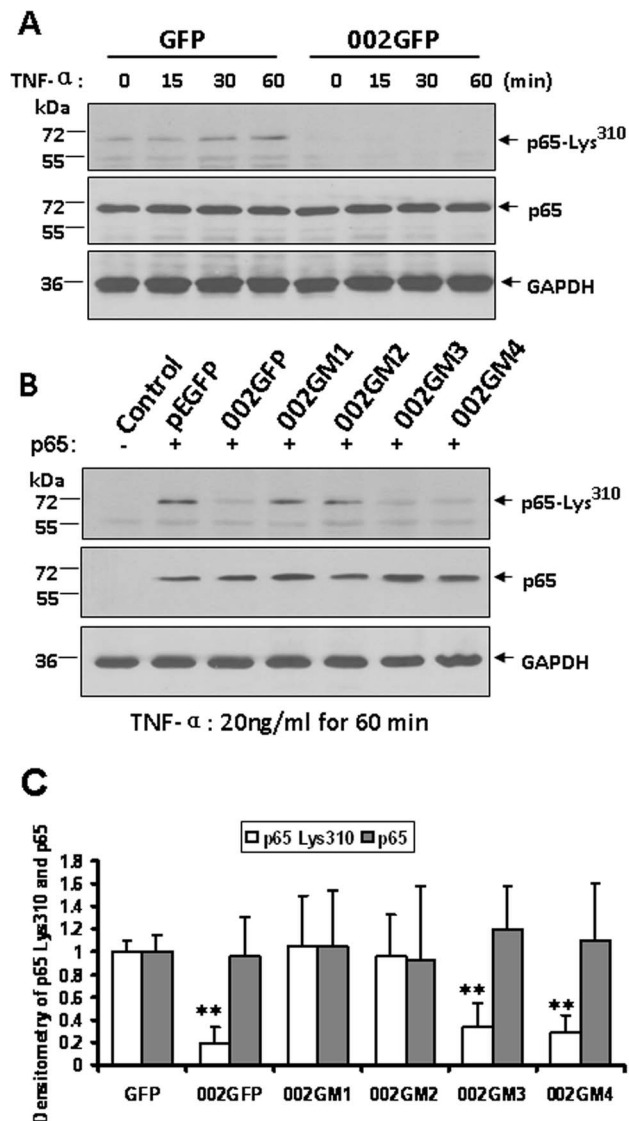 A
GFP 002GFP
TNF-α: 0 15 30 60 0 15 30 60 (min)
kDa
72
55
p65-Lys310
72
55
p65
36
GAPDH
B
Control pEGFP 002GFP 002GM1 002GM2 002GM3 002GM4
p65: - + + + + + +
kDa
72
55
p65-Lys310
72
55
p65
36
GAPDH
TNF-α: 20ng/ml for 60 min
C
Densitometry of p65 Lys310 and p65
p65 Lys310 p65
1.8
1.6
1.4
1.2
1
0.8
0.6
0.4
0.2
0
** ** **
GFP 002GFP 002GM1 002GM2 002GM3 002GM4